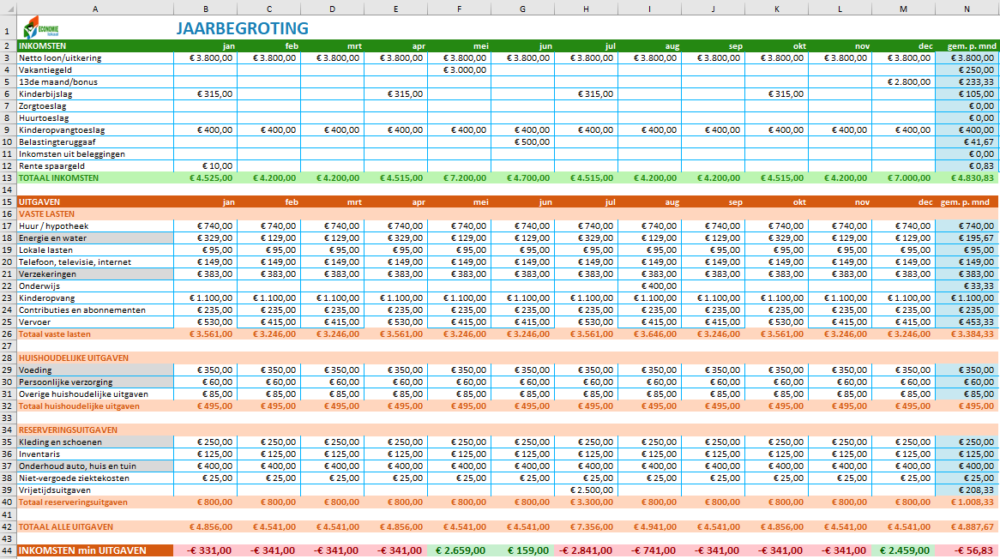 A B C D E F G H I J K L M N
1 ECONOMIE JAARBEGROTING
2 INKOMSTEN jan feb mrt apr mei jun jul aug sep okt nov dec gem. p. mnd
3 Netto loon/uitkering € 3.800,00 € 3.800,00 € 3.800,00 € 3.800,00 € 3.800,00 € 3.800,00 € 3.800,00 € 3.800,00 € 3.800,00 € 3.800,00 € 3.800,00 € 3.800,00 € 3.800,00
4 Vakantiegeld € 3.000,00 € 250,00
5 13de maand/bonus € 2.800,00 € 233,33
6 Kinderbijslag € 315,00 € 315,00 € 315,00 € 315,00 € 105,00
7 Zorgtoeslag € 0,00
8 Huurtoeslag € 0,00
9 Kinderopvangtoeslag € 400,00 € 400,00 € 400,00 € 400,00 € 400,00 € 400,00 € 400,00 € 400,00 € 400,00 € 400,00 € 400,00 € 400,00 € 400,00
10 Belastingteruggaaf € 500,00 € 41,67
11 Inkomsten uit beleggingen € 0,00
12 Rente spaargeld € 10,00 € 0,83
13 TOTAAL INKOMSTEN € 4.525,00 € 4.200,00 € 4.200,00 € 4.515,00 € 7.200,00 € 4.700,00 € 4.515,00 € 4.200,00 € 4.200,00 € 4.515,00 € 4.200,00 € 7.000,00 € 4.830,83
14
15 UITGAVEN jan feb mrt apr mei jun jul aug sep okt nov dec gem. p. mnd
16 VASTE LASTEN
17 Huur / hypotheek € 740,00 € 740,00 € 740,00 € 740,00 € 740,00 € 740,00 € 740,00 € 740,00 € 740,00 € 740,00 € 740,00 € 740,00 € 740,00
18 Energie en water € 329,00 € 129,00 € 129,00 € 329,00 € 129,00 € 129,00 € 329,00 € 129,00 € 129,00 € 329,00 € 129,00 € 129,00 € 195,67
19 Lokale lasten € 95,00 € 95,00 € 95,00 € 95,00 € 95,00 € 95,00 € 95,00 € 95,00 € 95,00 € 95,00 € 95,00 € 95,00 € 95,00
20 Telefoon, televisie, internet € 149,00 € 149,00 € 149,00 € 149,00 € 149,00 € 149,00 € 149,00 € 149,00 € 149,00 € 149,00 € 149,00 € 149,00 € 149,00
21 Verzekeringen € 383,00 € 383,00 € 383,00 € 383,00 € 383,00 € 383,00 € 383,00 € 383,00 € 383,00 € 383,00 € 383,00 € 383,00 € 383,00
22 Onderwijs € 400,00 € 33,33
23 Kinderopvang € 1.100,00 € 1.100,00 € 1.100,00 € 1.100,00 € 1.100,00 € 1.100,00 € 1.100,00 € 1.100,00 € 1.100,00 € 1.100,00 € 1.100,00 € 1.100,00 € 1.100,00
24 Contributies en abonnementen € 235,00 € 235,00 € 235,00 € 235,00 € 235,00 € 235,00 € 235,00 € 235,00 € 235,00 € 235,00 € 235,00 € 235,00 € 235,00
25 Vervoer € 530,00 € 415,00 € 415,00 € 530,00 € 415,00 € 415,00 € 530,00 € 415,00 € 415,00 € 530,00 € 415,00 € 415,00 € 453,33
26 Totaal vaste lasten € 3.561,00 € 3.246,00 € 3.246,00 € 3.561,00 € 3.246,00 € 3.246,00 € 3.561,00 € 3.646,00 € 3.246,00 € 3.561,00 € 3.246,00 € 3.246,00 € 3.384,33
27
28 HUISHOUDELIJKE UITGAVEN
29 Voeding € 350,00 € 350,00 € 350,00 € 350,00 € 350,00 € 350,00 € 350,00 € 350,00 € 350,00 € 350,00 € 350,00 € 350,00 € 350,00
30 Persoonlijke verzorging € 60,00 € 60,00 € 60,00 € 60,00 € 60,00 € 60,00 € 60,00 € 60,00 € 60,00 € 60,00 € 60,00 € 60,00 € 60,00
31 Overige huishoudelijke uitgaven € 85,00 € 85,00 € 85,00 € 85,00 € 85,00 € 85,00 € 85,00 € 85,00 € 85,00 € 85,00 € 85,00 € 85,00 € 85,00
32 Totaal huishoudelijke uitgaven € 495,00 € 495,00 € 495,00 € 495,00 € 495,00 € 495,00 € 495,00 € 495,00 € 495,00 € 495,00 € 495,00 € 495,00 € 495,00
33
34 RESERVERINGSUITGAVEN
35 Kleding en schoenen € 250,00 € 250,00 € 250,00 € 250,00 € 250,00 € 250,00 € 250,00 € 250,00 € 250,00 € 250,00 € 250,00 € 250,00 € 250,00
36 Inventaris € 125,00 € 125,00 € 125,00 € 125,00 € 125,00 € 125,00 € 125,00 € 125,00 € 125,00 € 125,00 € 125,00 € 125,00 € 125,00
37 Onderhoud auto, huis en tuin € 400,00 € 400,00 € 400,00 € 400,00 € 400,00 € 400,00 € 400,00 € 400,00 € 400,00 € 400,00 € 400,00 € 400,00 € 400,00
38 Niet-vergoede ziektekosten € 25,00 € 25,00 € 25,00 € 25,00 € 25,00 € 25,00 € 25,00 € 25,00 € 25,00 € 25,00 € 25,00 € 25,00 € 25,00
39 Vrijetijdsuitgaven € 2.500,00 € 208,33
40 Totaal reserveringsuitgaven € 800,00 € 800,00 € 800,00 € 800,00 € 800,00 € 800,00 € 3.300,00 € 800,00 € 800,00 € 800,00 € 800,00 € 800,00 € 1.008,33
41
42 TOTAAL ALLE UITGAVEN € 4.856,00 € 4.541,00 € 4.541,00 € 4.856,00 € 4.541,00 € 4.541,00 € 7.356,00 € 4.941,00 € 4.541,00 € 4.856,00 € 4.541,00 € 4.541,00 € 4.887,67
43
44 INKOMSTEN min UITGAVEN -€ 331,00 -€ 341,00 -€ 341,00 -€ 341,00 € 2.659,00 € 159,00 -€ 2.841,00 -€ 741,00 -€ 341,00 -€ 341,00 -€ 341,00 € 2.459,00 -€ 56,83